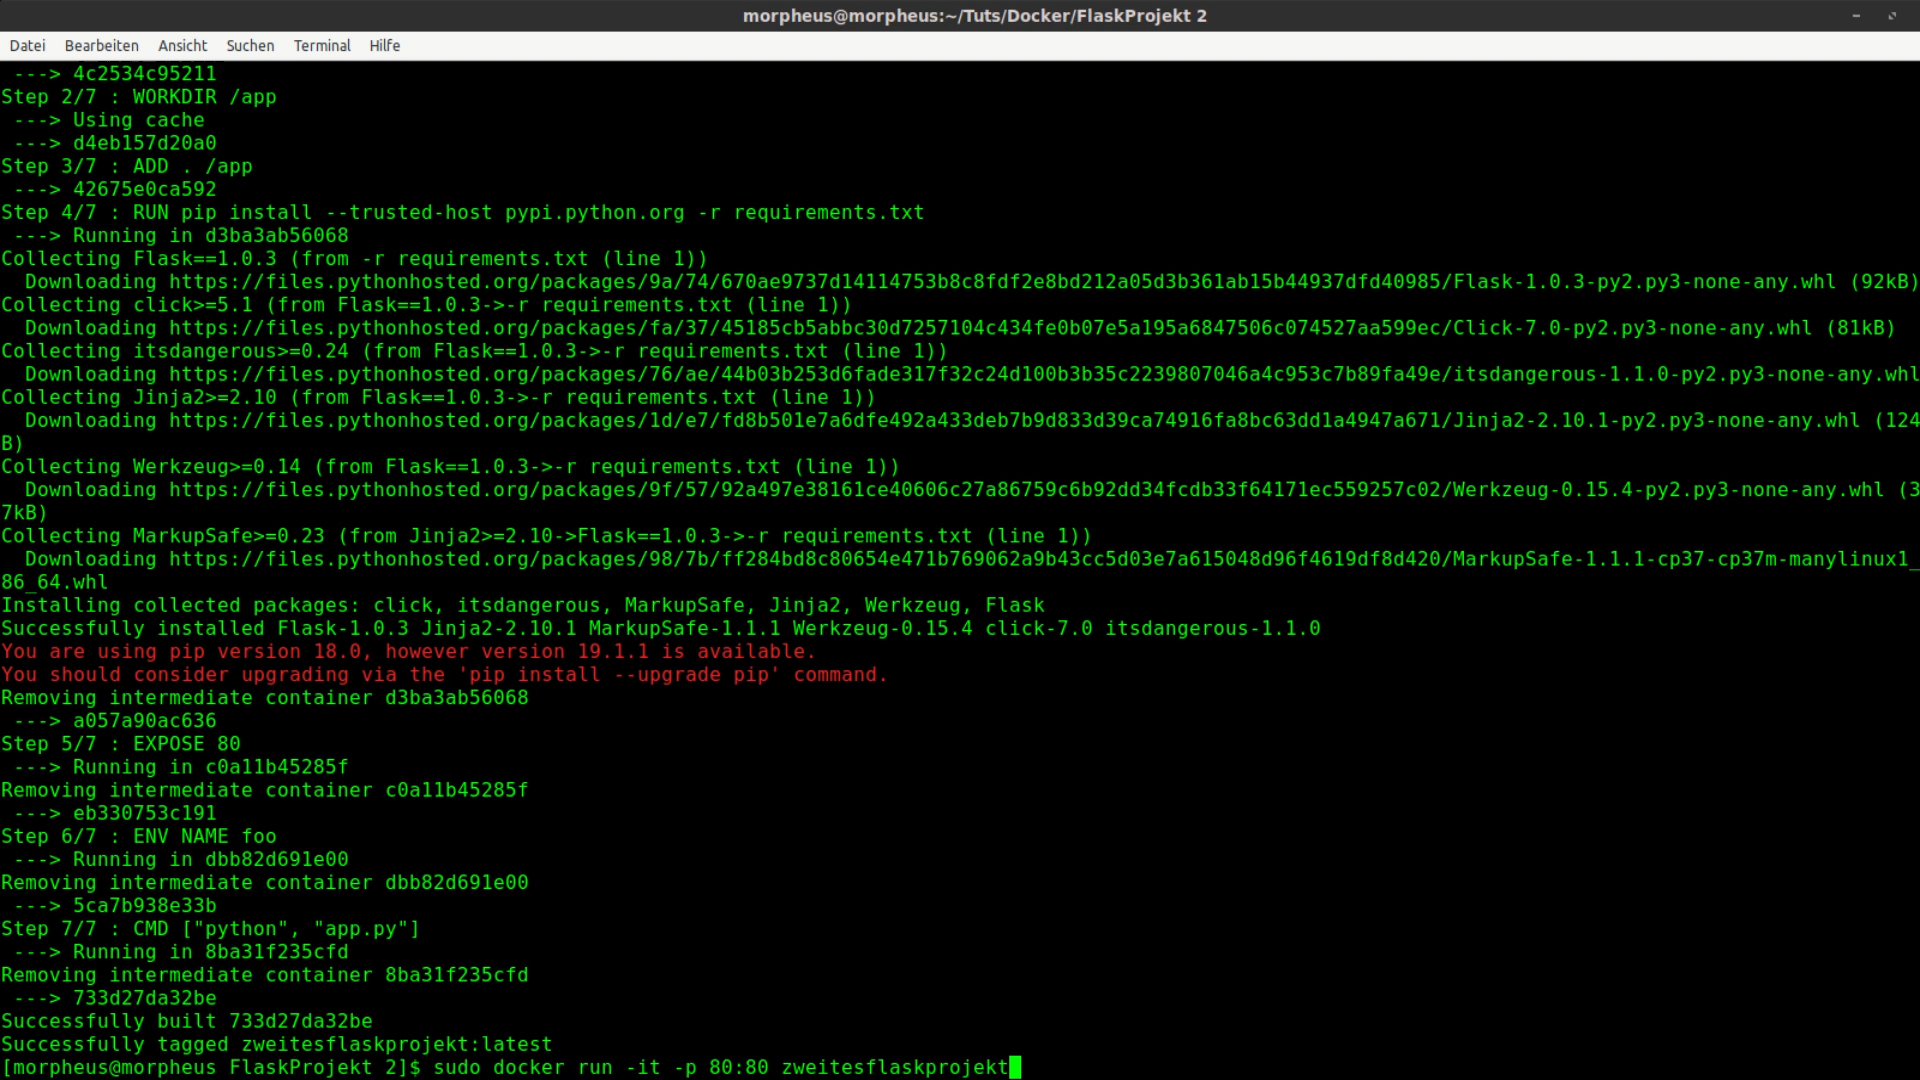 morpheus@morpheus:~/Tuts/Docker/FlaskProjekt 2
Datei Bearbeiten Ansicht Suchen Terminal Hilfe
 ---> 4c2534c95211
Step 2/7 : WORKDIR /app
 ---> Using cache
 ---> d4eb157d20a0
Step 3/7 : ADD . /app
 ---> 42675e0ca592
Step 4/7 : RUN pip install --trusted-host pypi.python.org -r requirements.txt
 ---> Running in d3ba3ab56068
Collecting Flask==1.0.3 (from -r requirements.txt (line 1))
  Downloading https://files.pythonhosted.org/packages/9a/74/670ae9737d14114753b8c8fdf2e8bd212a05d3b361ab15b44937dfd40985/Flask-1.0.3-py2.py3-none-any.whl (92kB)
Collecting click>=5.1 (from Flask==1.0.3->-r requirements.txt (line 1))
  Downloading https://files.pythonhosted.org/packages/fa/37/45185cb5abbc30d7257104c434fe0b07e5a195a6847506c074527aa599ec/Click-7.0-py2.py3-none-any.whl (81kB)
Collecting itsdangerous>=0.24 (from Flask==1.0.3->-r requirements.txt (line 1))
  Downloading https://files.pythonhosted.org/packages/76/ae/44b03b253d6fade317f32c24d100b3b35c2239807046a4c953c7b89fa49e/itsdangerous-1.1.0-py2.py3-none-any.whl
Collecting Jinja2>=2.10 (from Flask==1.0.3->-r requirements.txt (line 1))
  Downloading https://files.pythonhosted.org/packages/1d/e7/fd8b501e7a6dfe492a433deb7b9d833d39ca74916fa8bc63dd1a4947a671/Jinja2-2.10.1-py2.py3-none-any.whl (124
B)
Collecting Werkzeug>=0.14 (from Flask==1.0.3->-r requirements.txt (line 1))
  Downloading https://files.pythonhosted.org/packages/9f/57/92a497e38161ce40606c27a86759c6b92dd34fcdb33f64171ec559257c02/Werkzeug-0.15.4-py2.py3-none-any.whl (3
7kB)
Collecting MarkupSafe>=0.23 (from Jinja2>=2.10->Flask==1.0.3->-r requirements.txt (line 1))
  Downloading https://files.pythonhosted.org/packages/98/7b/ff284bd8c80654e471b769062a9b43cc5d03e7a615048d96f4619df8d420/MarkupSafe-1.1.1-cp37-cp37m-manylinux1_
86_64.whl
Installing collected packages: click, itsdangerous, MarkupSafe, Jinja2, Werkzeug, Flask
Successfully installed Flask-1.0.3 Jinja2-2.10.1 MarkupSafe-1.1.1 Werkzeug-0.15.4 click-7.0 itsdangerous-1.1.0
You are using pip version 18.0, however version 19.1.1 is available.
You should consider upgrading via the 'pip install --upgrade pip' command.
Removing intermediate container d3ba3ab56068
 ---> a057a90ac636
Step 5/7 : EXPOSE 80
 ---> Running in c0a11b45285f
Removing intermediate container c0a11b45285f
 ---> eb330753c191
Step 6/7 : ENV NAME foo
 ---> Running in dbb82d691e00
Removing intermediate container dbb82d691e00
 ---> 5ca7b938e33b
Step 7/7 : CMD ["python", "app.py"]
 ---> Running in 8ba31f235cfd
Removing intermediate container 8ba31f235cfd
 ---> 733d27da32be
Successfully built 733d27da32be
Successfully tagged zweitesflaskprojekt:latest
[morpheus@morpheus FlaskProjekt 2]$ sudo docker run -it -p 80:80 zweitesflaskprojekt